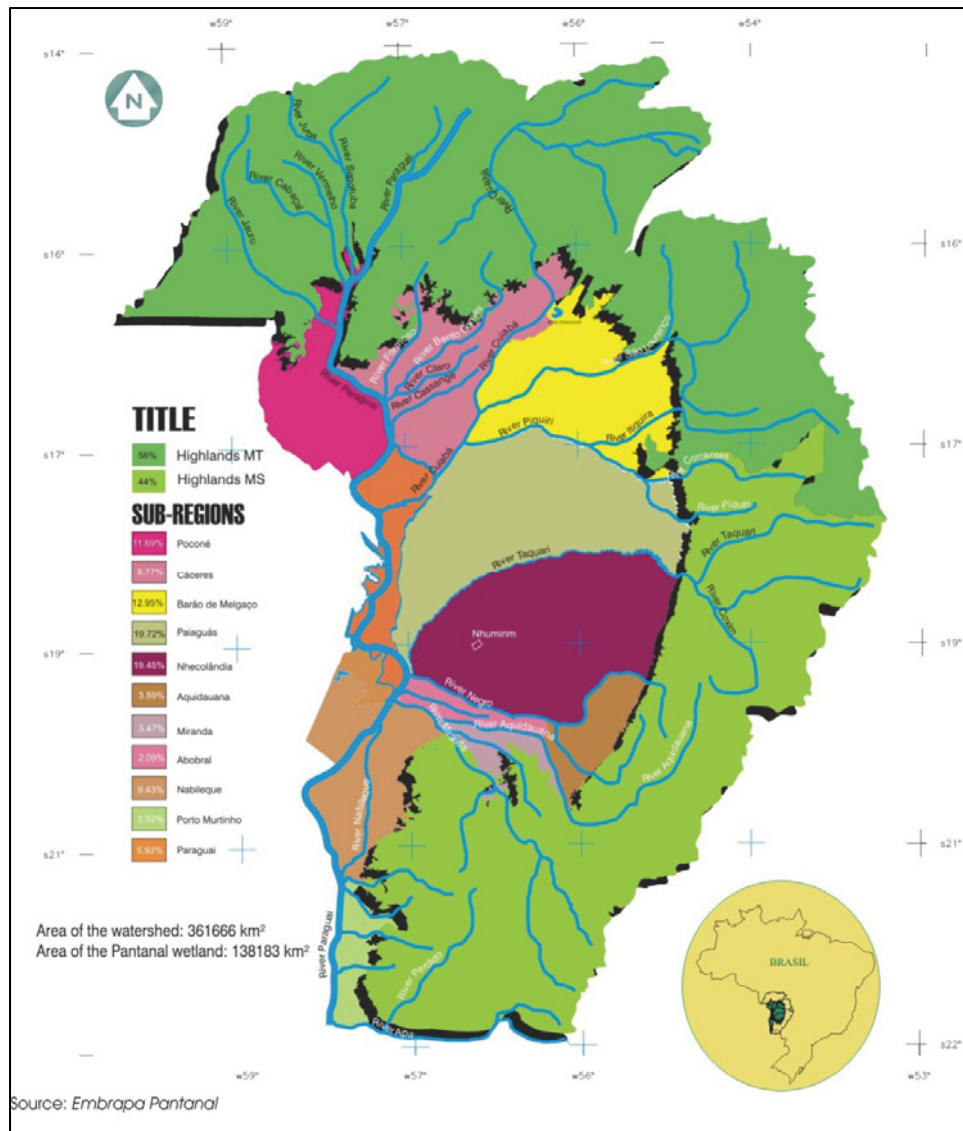 w59°
w57°
w56°
w54°
s14°
N
River Juba
River Sepotuba
River Paraguai
River Cuiabá
River Vermelho
River Cabaçal
River Jauru
s16°
s16°
River Bento Gomes
River Cuiabá
River São Lourenço
River Claro
River Cassange
River Paraguai
River Piquiri
River Itiquira
TITLE
56% Highlands MT
44% Highlands MS
s17°
s17°
River Cuiabá
Correntes
River Piquiri
River Taquari
River Taquari
River Coxim
SUB-REGIONS
11.69% Poconé
8.77% Cáceres
12.95% Barão de Melgaço
19.72% Paiaguás
19.45% Nhecolândia
3.59% Aquidauana
3.47% Miranda
2.09% Abobral
9.43% Nabileque
2.92% Porto Murtinho
5.92% Paraguai
Nhumirim
s19°
s19°
River Negro
River Aquidauana
River Miranda
River Aquidauana
River Nabileque
s21°
s21°
Area of the watershed: 361666 km²
Area of the Pantanal wetland: 138183 km²
River Paraguai
River Perdido
River Apa
BRASIL
s22°
w59°
w57°
w56°
w53°
Source: Embrapa Pantanal